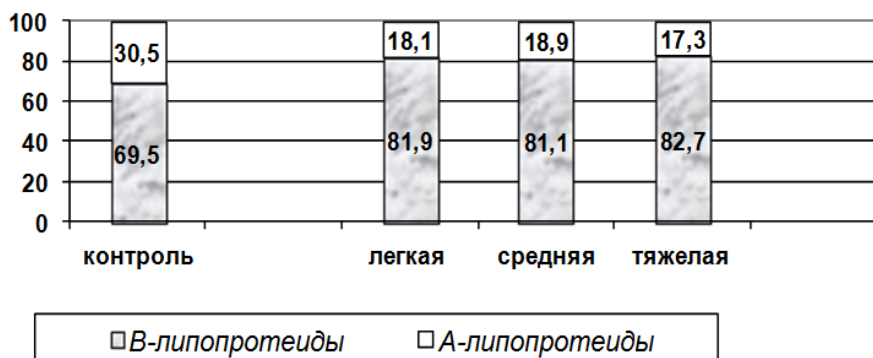 100
80
60
40
20
0
30,5 18,1 18,9 17,3
69,5 81,9 81,1 82,7
контроль легкая средняя тяжелая
В-липопротеиды А-липопротеиды